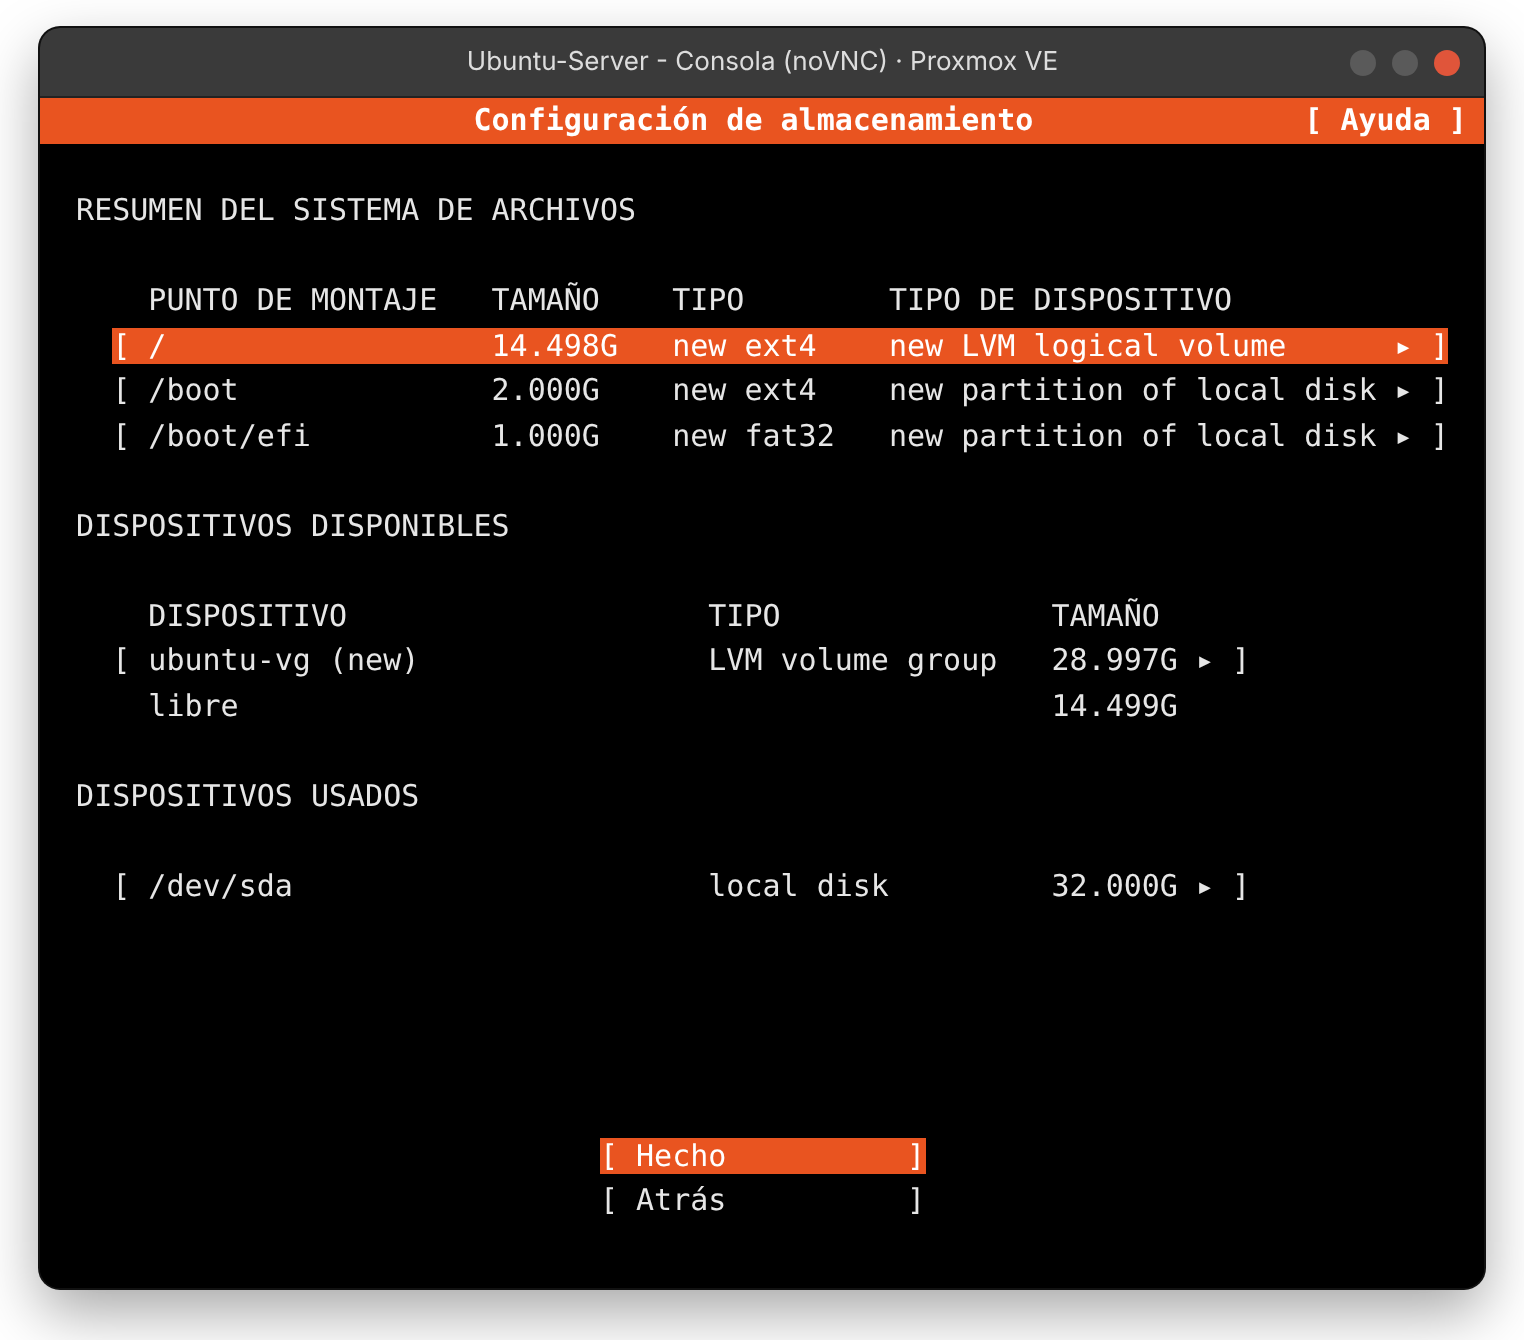 Ubuntu-Server - Consola (noVNC) · Proxmox VE
Configuración de almacenamiento [ Ayuda ]
RESUMEN DEL SISTEMA DE ARCHIVOS
PUNTO DE MONTAJE TAMAÑO TIPO TIPO DE DISPOSITIVO
[ / 14.498G new ext4 new LVM logical volume ▸ ]
[ /boot 2.000G new ext4 new partition of local disk ▸ ]
[ /boot/efi 1.000G new fat32 new partition of local disk ▸ ]
DISPOSITIVOS DISPONIBLES
DISPOSITIVO TIPO TAMAÑO
[ ubuntu-vg (new) LVM volume group 28.997G ▸ ]
libre 14.499G
DISPOSITIVOS USADOS
[ /dev/sda local disk 32.000G ▸ ]
[ Hecho ]
[ Atrás ]